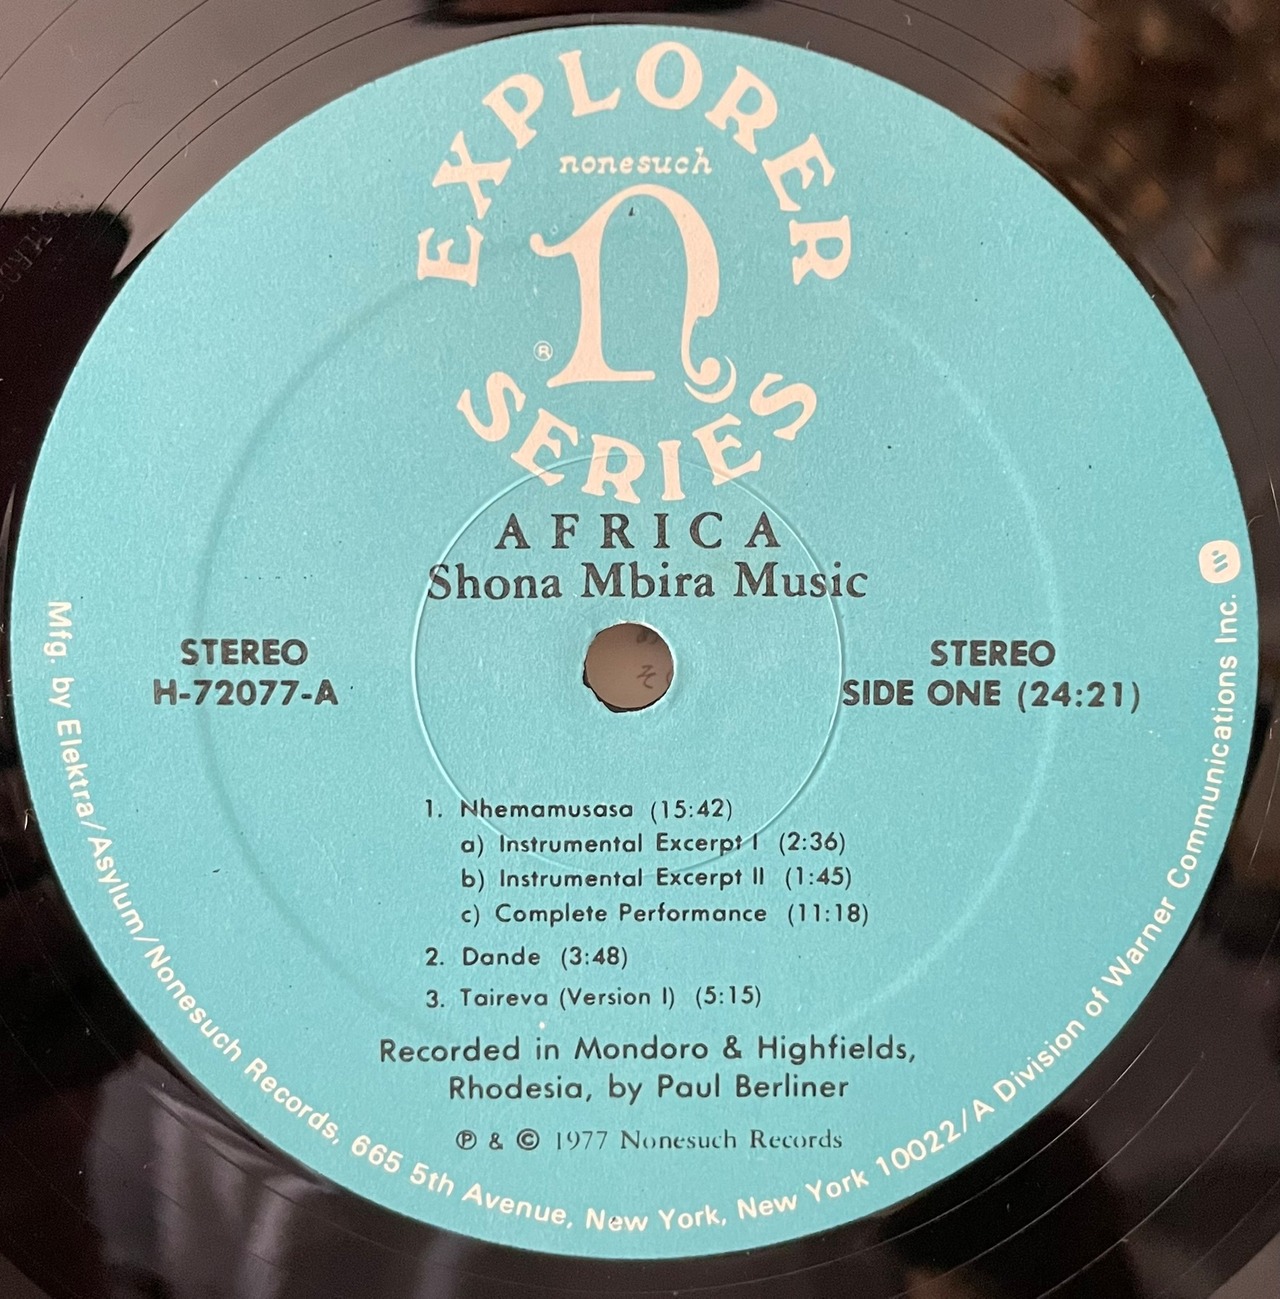 EXPLORER
nonesuch
n
®
SERIES
AFRICA
Shona Mbira Music
STEREO
H-72077-A
STEREO
SIDE ONE (24:21)
1. Nhemamusasa (15:42)
a) Instrumental Excerpt I (2:36)
b) Instrumental Excerpt II (1:45)
c) Complete Performance (11:18)
2. Dande (3:48)
3. Taireva (Version I) (5:15)
Recorded in Mondoro & Highfields,
Rhodesia, by Paul Berliner
℗ & © 1977 Nonesuch Records
Mfg. by Elektra/Asylum/Nonesuch Records, 665 5th Avenue, New York, New York 10022/A Division of Warner Communications Inc.
そ